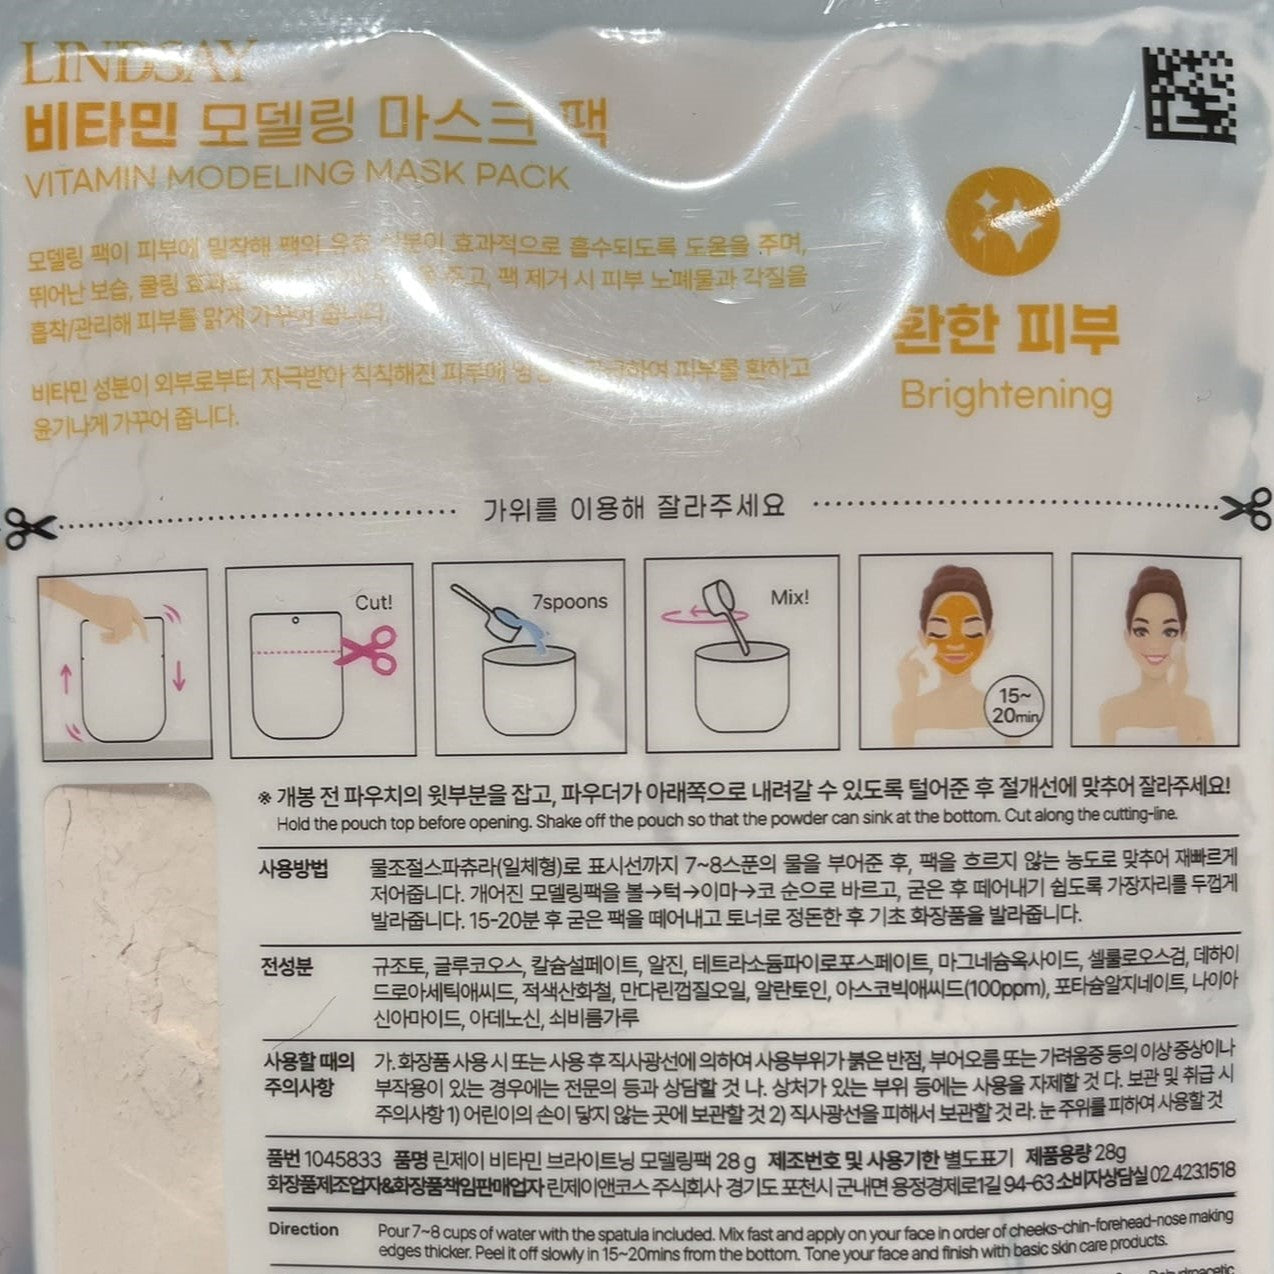 LINDSAY
비타민 모델링 마스크 팩
VITAMIN MODELING MASK PACK
모델링 팩이 피부에 밀착해 팩의 유효 성분이 효과적으로 흡수되도록 도움을 주며,
뛰어난 보습, 쿨링 주고, 팩 제거 시 피부 노폐물과 각질을
흡착/관리해 피부를 맑게 가꾸어 줍니다.
비타민 성분이 외부로부터 자극받아 칙칙해진 피부에 피부를 환하고
윤기나게 가꾸어 줍니다.
환한 피부
Brightening
가위를 이용해 잘라주세요
Cut!
7spoons
Mix!
15~
20min
※ 개봉 전 파우치의 윗부분을 잡고, 파우더가 아래쪽으로 내려갈 수 있도록 털어준 후 절개선에 맞추어 잘라주세요!
Hold the pouch top before opening. Shake off the pouch so that the powder can sink at the bottom. Cut along the cutting-line.
사용방법 물조절스파츄라(일체형)로 표시선까지 7~8스푼의 물을 부어준 후, 팩을 흐르지 않는 농도로 맞추어 재빠르게
저어줍니다. 개어진 모델링팩을 볼→턱→이마→코 순으로 바르고, 굳은 후 떼어내기 쉽도록 가장자리를 두껍게
발라줍니다. 15-20분 후 굳은 팩을 떼어내고 토너로 정돈한 후 기초 화장품을 발라줍니다.
전성분 규조토, 글루코오스, 칼슘설페이트, 알진, 테트라소듐파이로포스페이트, 마그네슘옥사이드, 셀룰로오스검, 데하이
드로아세틱애씨드, 적색산화철, 만다린껍질오일, 알란토인, 아스코빅애씨드(100ppm), 포타슘알지네이트, 나이아
신아마이드, 아데노신, 쇠비름가루
사용할 때의 가. 화장품 사용 시 또는 사용 후 직사광선에 의하여 사용부위가 붉은 반점, 부어오름 또는 가려움증 등의 이상 증상이나
주의사항 부작용이 있는 경우에는 전문의 등과 상담할 것 나. 상처가 있는 부위 등에는 사용을 자제할 것 다. 보관 및 취급 시
주의사항 1) 어린이의 손이 닿지 않는 곳에 보관할 것 2) 직사광선을 피해서 보관할 것 라. 눈 주위를 피하여 사용할 것
품번 1045833 품명 린제이 비타민 브라이트닝 모델링팩 28 g 제조번호 및 사용기한 별도표기 제품용량 28g
화장품제조업자&화장품책임판매업자 린제이앤코스 주식회사 경기도 포천시 군내면 용정경제로1길 94-63 소비자상담실 02.423.1518
Direction Pour 7~8 cups of water with the spatula included. Mix fast and apply on your face in order of cheeks-chin-forehead-nose making
edges thicker. Peel it off slowly in 15~20mins from the bottom. Tone your face and finish with basic skin care products.